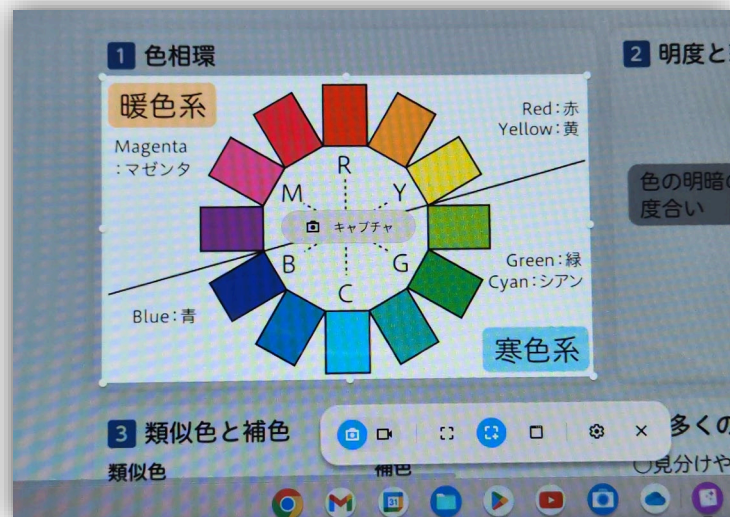 1 色相環
2 明度と
暖色系
Magenta
:マゼンタ
Red:赤
Yellow:黄
R
M
Y
キャプチャ
B
G
C
Green:緑
Cyan:シアン
Blue:青
寒色系
色の明暗の
度合い
3 類似色と補色
多くの
類似色
補色
○見分けや
31